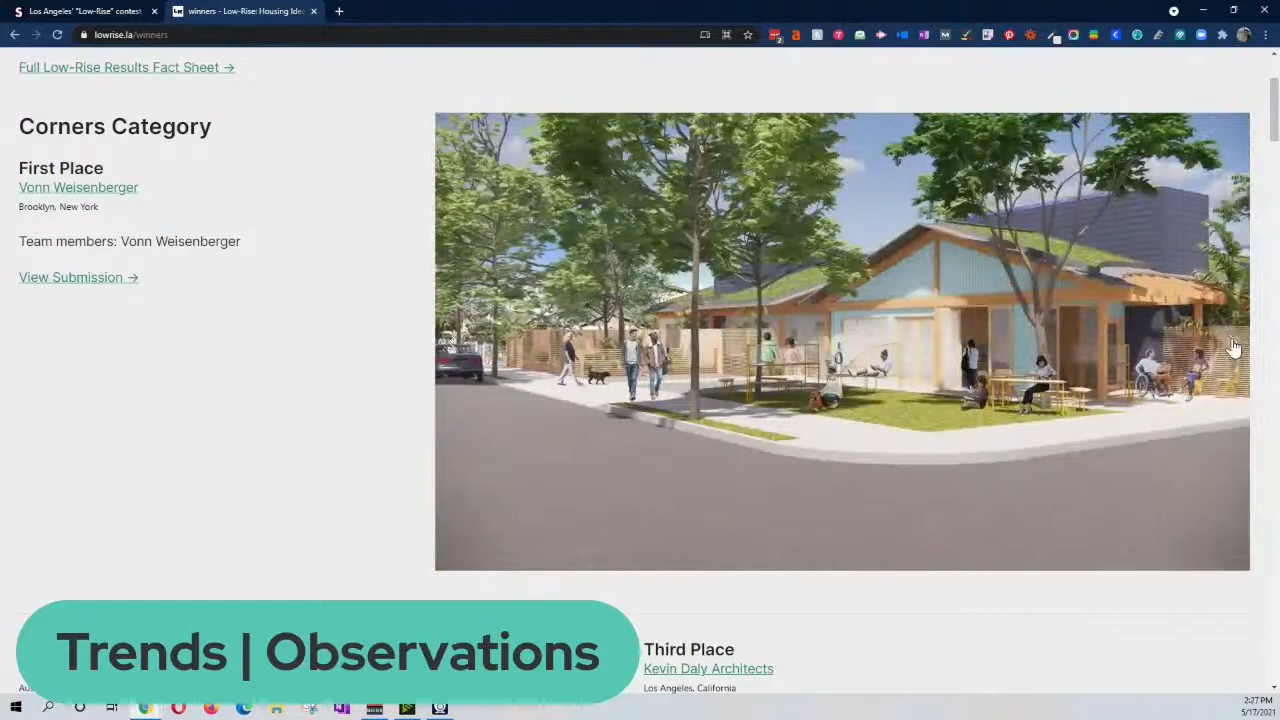 Los Angeles' "Low-Rise" contest
winners - Low-Rise: Housing Ide
lowrise.la/winners
Full Low-Rise Results Fact Sheet →
Corners Category
First Place
Vonn Weisenberger
Brooklyn, New York
Team members: Vonn Weisenberger
View Submission →
Trends | Observations
Third Place
Kevin Daly Architects
Los Angeles, California
2:27 PM
5/17/2021